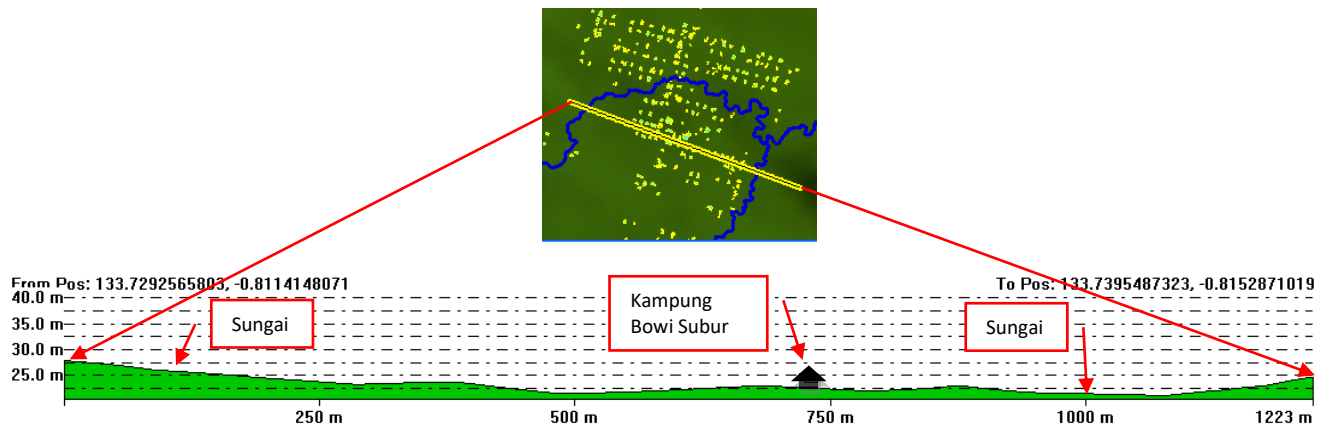 From Pos: 133.7292565803, -0.8114148071
To Pos: 133.7395487323, -0.8152871019
40.0 m
35.0 m
30.0 m
25.0 m
Sungai
Kampung
Bowi Subur
Sungai
250 m
500 m
750 m
1000 m
1223 m